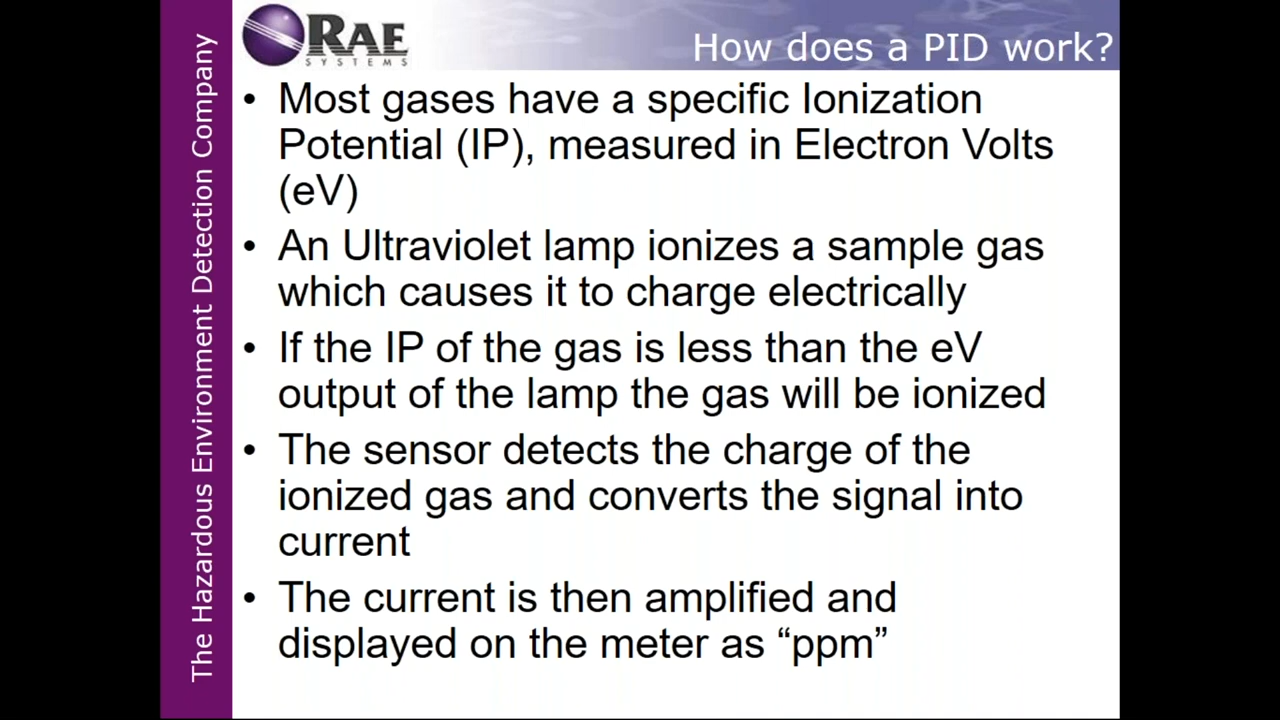 RAE
SYSTEMS
How does a PID work?
The Hazardous Environment Detection Company
• Most gases have a specific Ionization
Potential (IP), measured in Electron Volts
(eV)
• An Ultraviolet lamp ionizes a sample gas
which causes it to charge electrically
• If the IP of the gas is less than the eV
output of the lamp the gas will be ionized
• The sensor detects the charge of the
ionized gas and converts the signal into
current
• The current is then amplified and
displayed on the meter as “ppm”